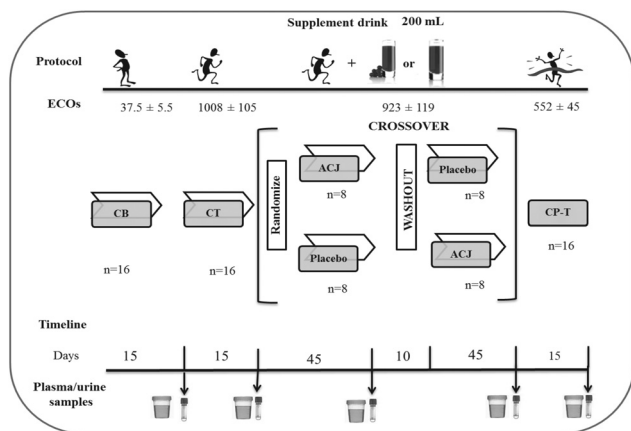 Supplement drink 200 mL
Protocol + or
ECOs 37.5 ± 5.5 1008 ± 105 923 ± 119 552 ± 45
CROSSOVER
Randomize
ACJ
n=8
WASHOUT
Placebo
n=8
CB
n=16
CT
n=16
Placebo
n=8
ACJ
n=8
CP-T
n=16
Timeline
Days 15 15 45 10 45 15
Plasma/urine
samples